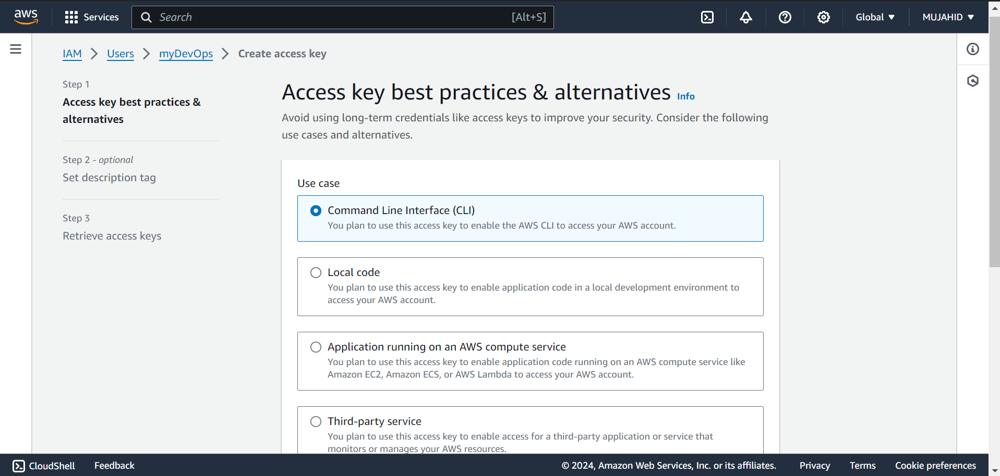 aws
Services
Search [Alt+S]
Global
MUJAHID
IAM
Users
myDevOps
Create access key
Step 1
Access key best practices &
alternatives
Step 2 - optional
Set description tag
Step 3
Retrieve access keys
Access key best practices & alternatives Info
Avoid using long-term credentials like access keys to improve your security. Consider the following
use cases and alternatives.
Use case
Command Line Interface (CLI)
You plan to use this access key to enable the AWS CLI to access your AWS account.
Local code
You plan to use this access key to enable application code in a local development environment to
access your AWS account.
Application running on an AWS compute service
You plan to use this access key to enable application code running on an AWS compute service like
Amazon EC2, Amazon ECS, or AWS Lambda to access your AWS account.
Third-party service
You plan to use this access key to enable access for a third-party application or service that
monitors or manages your AWS resources.
CloudShell
Feedback
© 2024, Amazon Web Services, Inc. or its affiliates.
Privacy
Terms
Cookie preferences